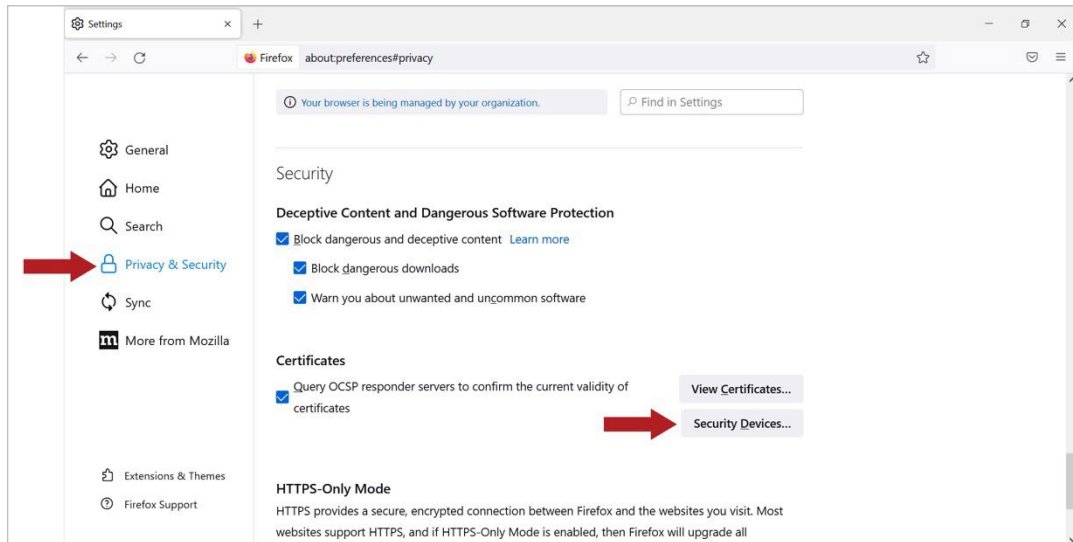 Settings
Firefox about:preferences#privacy
Your browser is being managed by your organization.
Find in Settings
General
Home
Search
Privacy & Security
Sync
m More from Mozilla
Extensions & Themes
Firefox Support
Security
Deceptive Content and Dangerous Software Protection
Block dangerous and deceptive content Learn more
Block dangerous downloads
Warn you about unwanted and uncommon software
Certificates
Query OCSP responder servers to confirm the current validity of
certificates
View Certificates...
Security Devices...
HTTPS-Only Mode
HTTPS provides a secure, encrypted connection between Firefox and the websites you visit. Most
websites support HTTPS, and if HTTPS-Only Mode is enabled, then Firefox will upgrade all